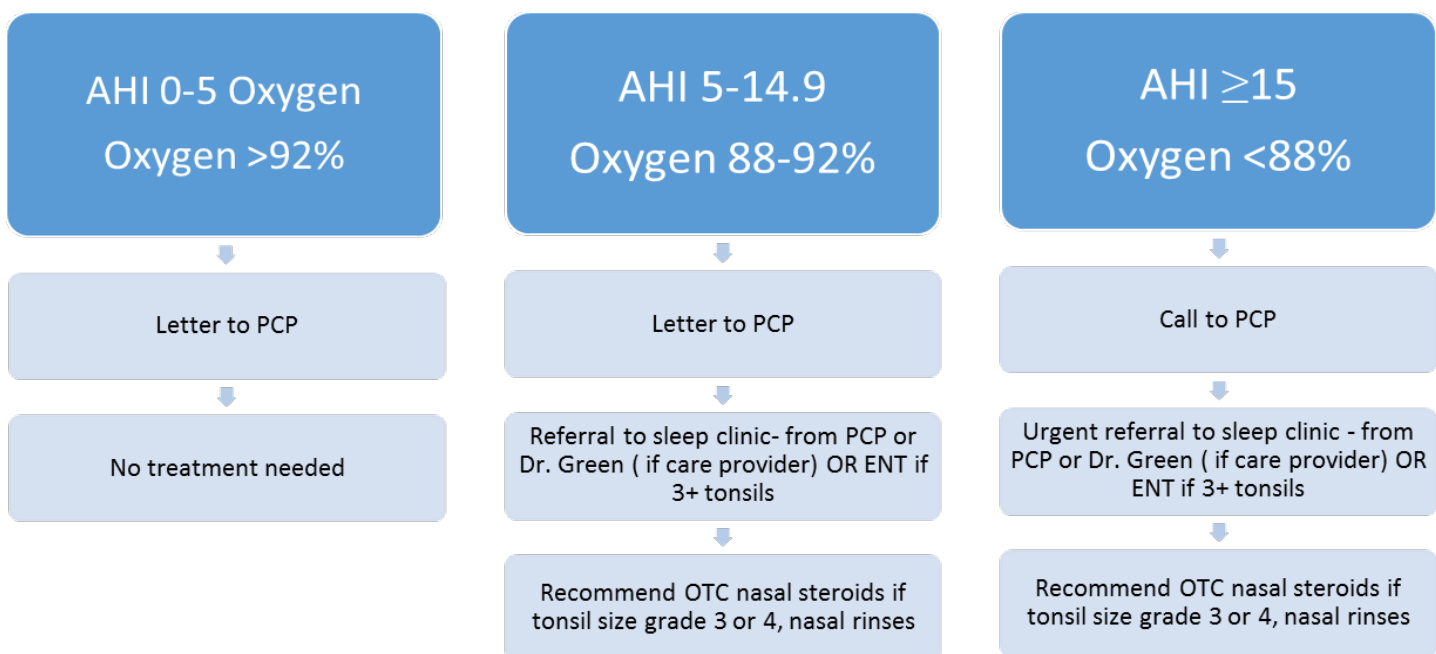 AHI 0-5 Oxygen
Oxygen >92%
Letter to PCP
No treatment needed
AHI 5-14.9
Oxygen 88-92%
Letter to PCP
Referral to sleep clinic- from PCP or
Dr. Green ( if care provider) OR ENT if
3+ tonsils
Recommend OTC nasal steroids if
tonsil size grade 3 or 4, nasal rinses
AHI ≥15
Oxygen <88%
Call to PCP
Urgent referral to sleep clinic - from
PCP or Dr. Green ( if care provider) OR
ENT if 3+ tonsils
Recommend OTC nasal steroids if
tonsil size grade 3 or 4, nasal rinses